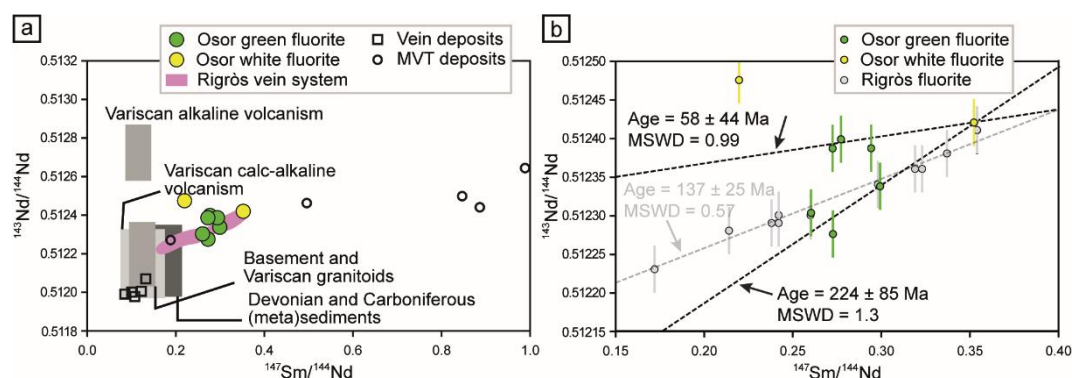 a
Osor green fluorite
Osor white fluorite
Rigròs vein system
Vein deposits
MVT deposits
0.5132
0.5130
0.5128
0.5126
0.5124
0.5122
0.5120
0.5118
¹⁴³Nd/¹⁴⁴Nd
Variscan alkaline volcanism
Variscan calc-alkaline
volcanism
Basement and
Variscan granitoids
Devonian and Carboniferous
(meta)sediments
0.0 0.2 0.4 0.6 0.8 1.0
¹⁴⁷Sm/¹⁴⁴Nd
b
Osor green fluorite
Osor white fluorite
Rigròs fluorite
0.51250
0.51245
0.51240
0.51235
0.51230
0.51225
0.51220
0.51215
¹⁴³Nd/¹⁴⁴Nd
Age = 58 ± 44 Ma
MSWD = 0.99
Age = 137 ± 25 Ma
MSWD = 0.57
Age = 224 ± 85 Ma
MSWD = 1.3
0.15 0.20 0.25 0.30 0.35 0.40
¹⁴⁷Sm/¹⁴⁴Nd